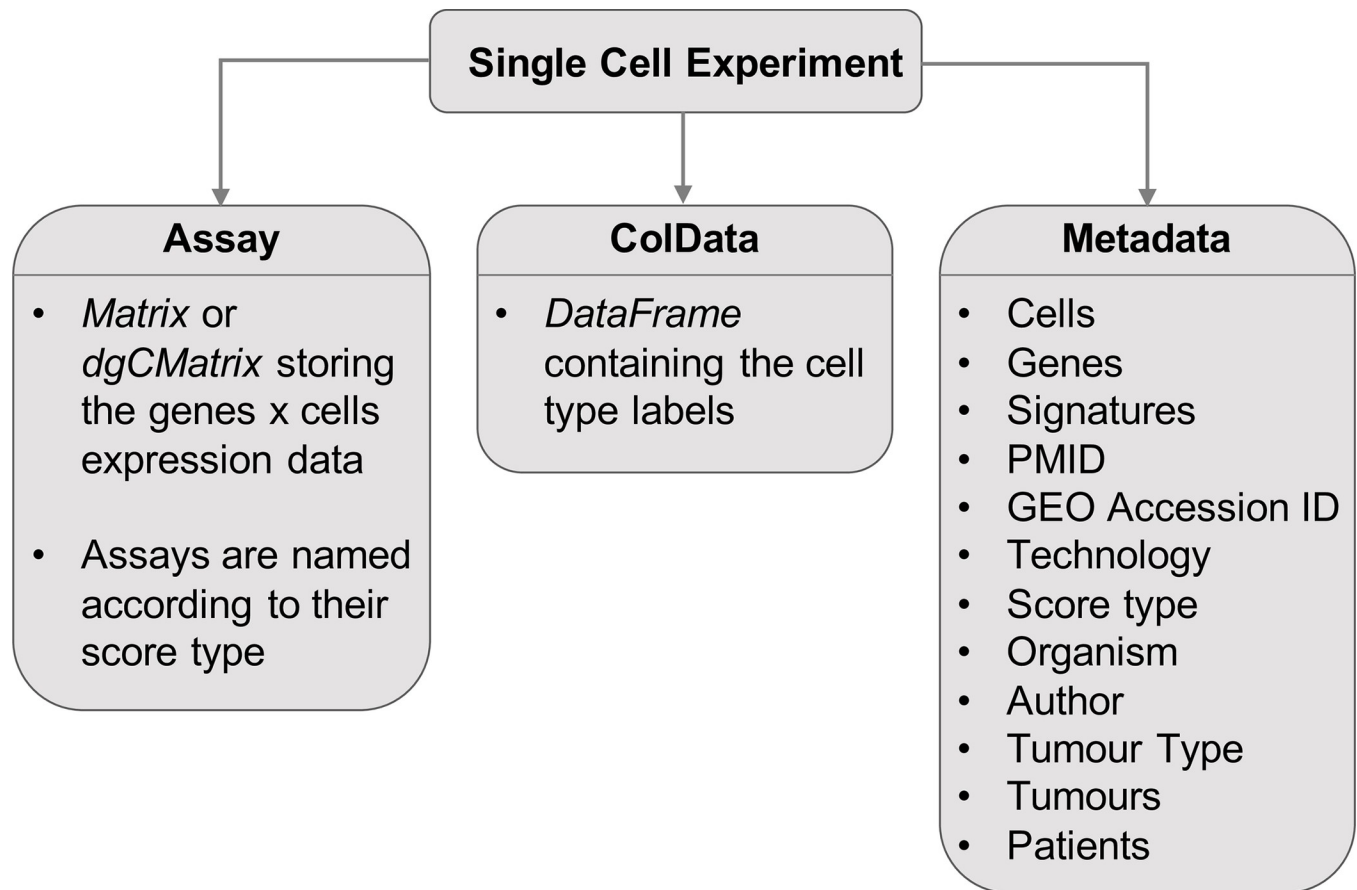 Single Cell Experiment
Assay
• Matrix or
dgCMatrix storing
the genes x cells
expression data
• Assays are named
according to their
score type
ColData
• DataFrame
containing the cell
type labels
Metadata
• Cells
• Genes
• Signatures
• PMID
• GEO Accession ID
• Technology
• Score type
• Organism
• Author
• Tumour Type
• Tumours
• Patients